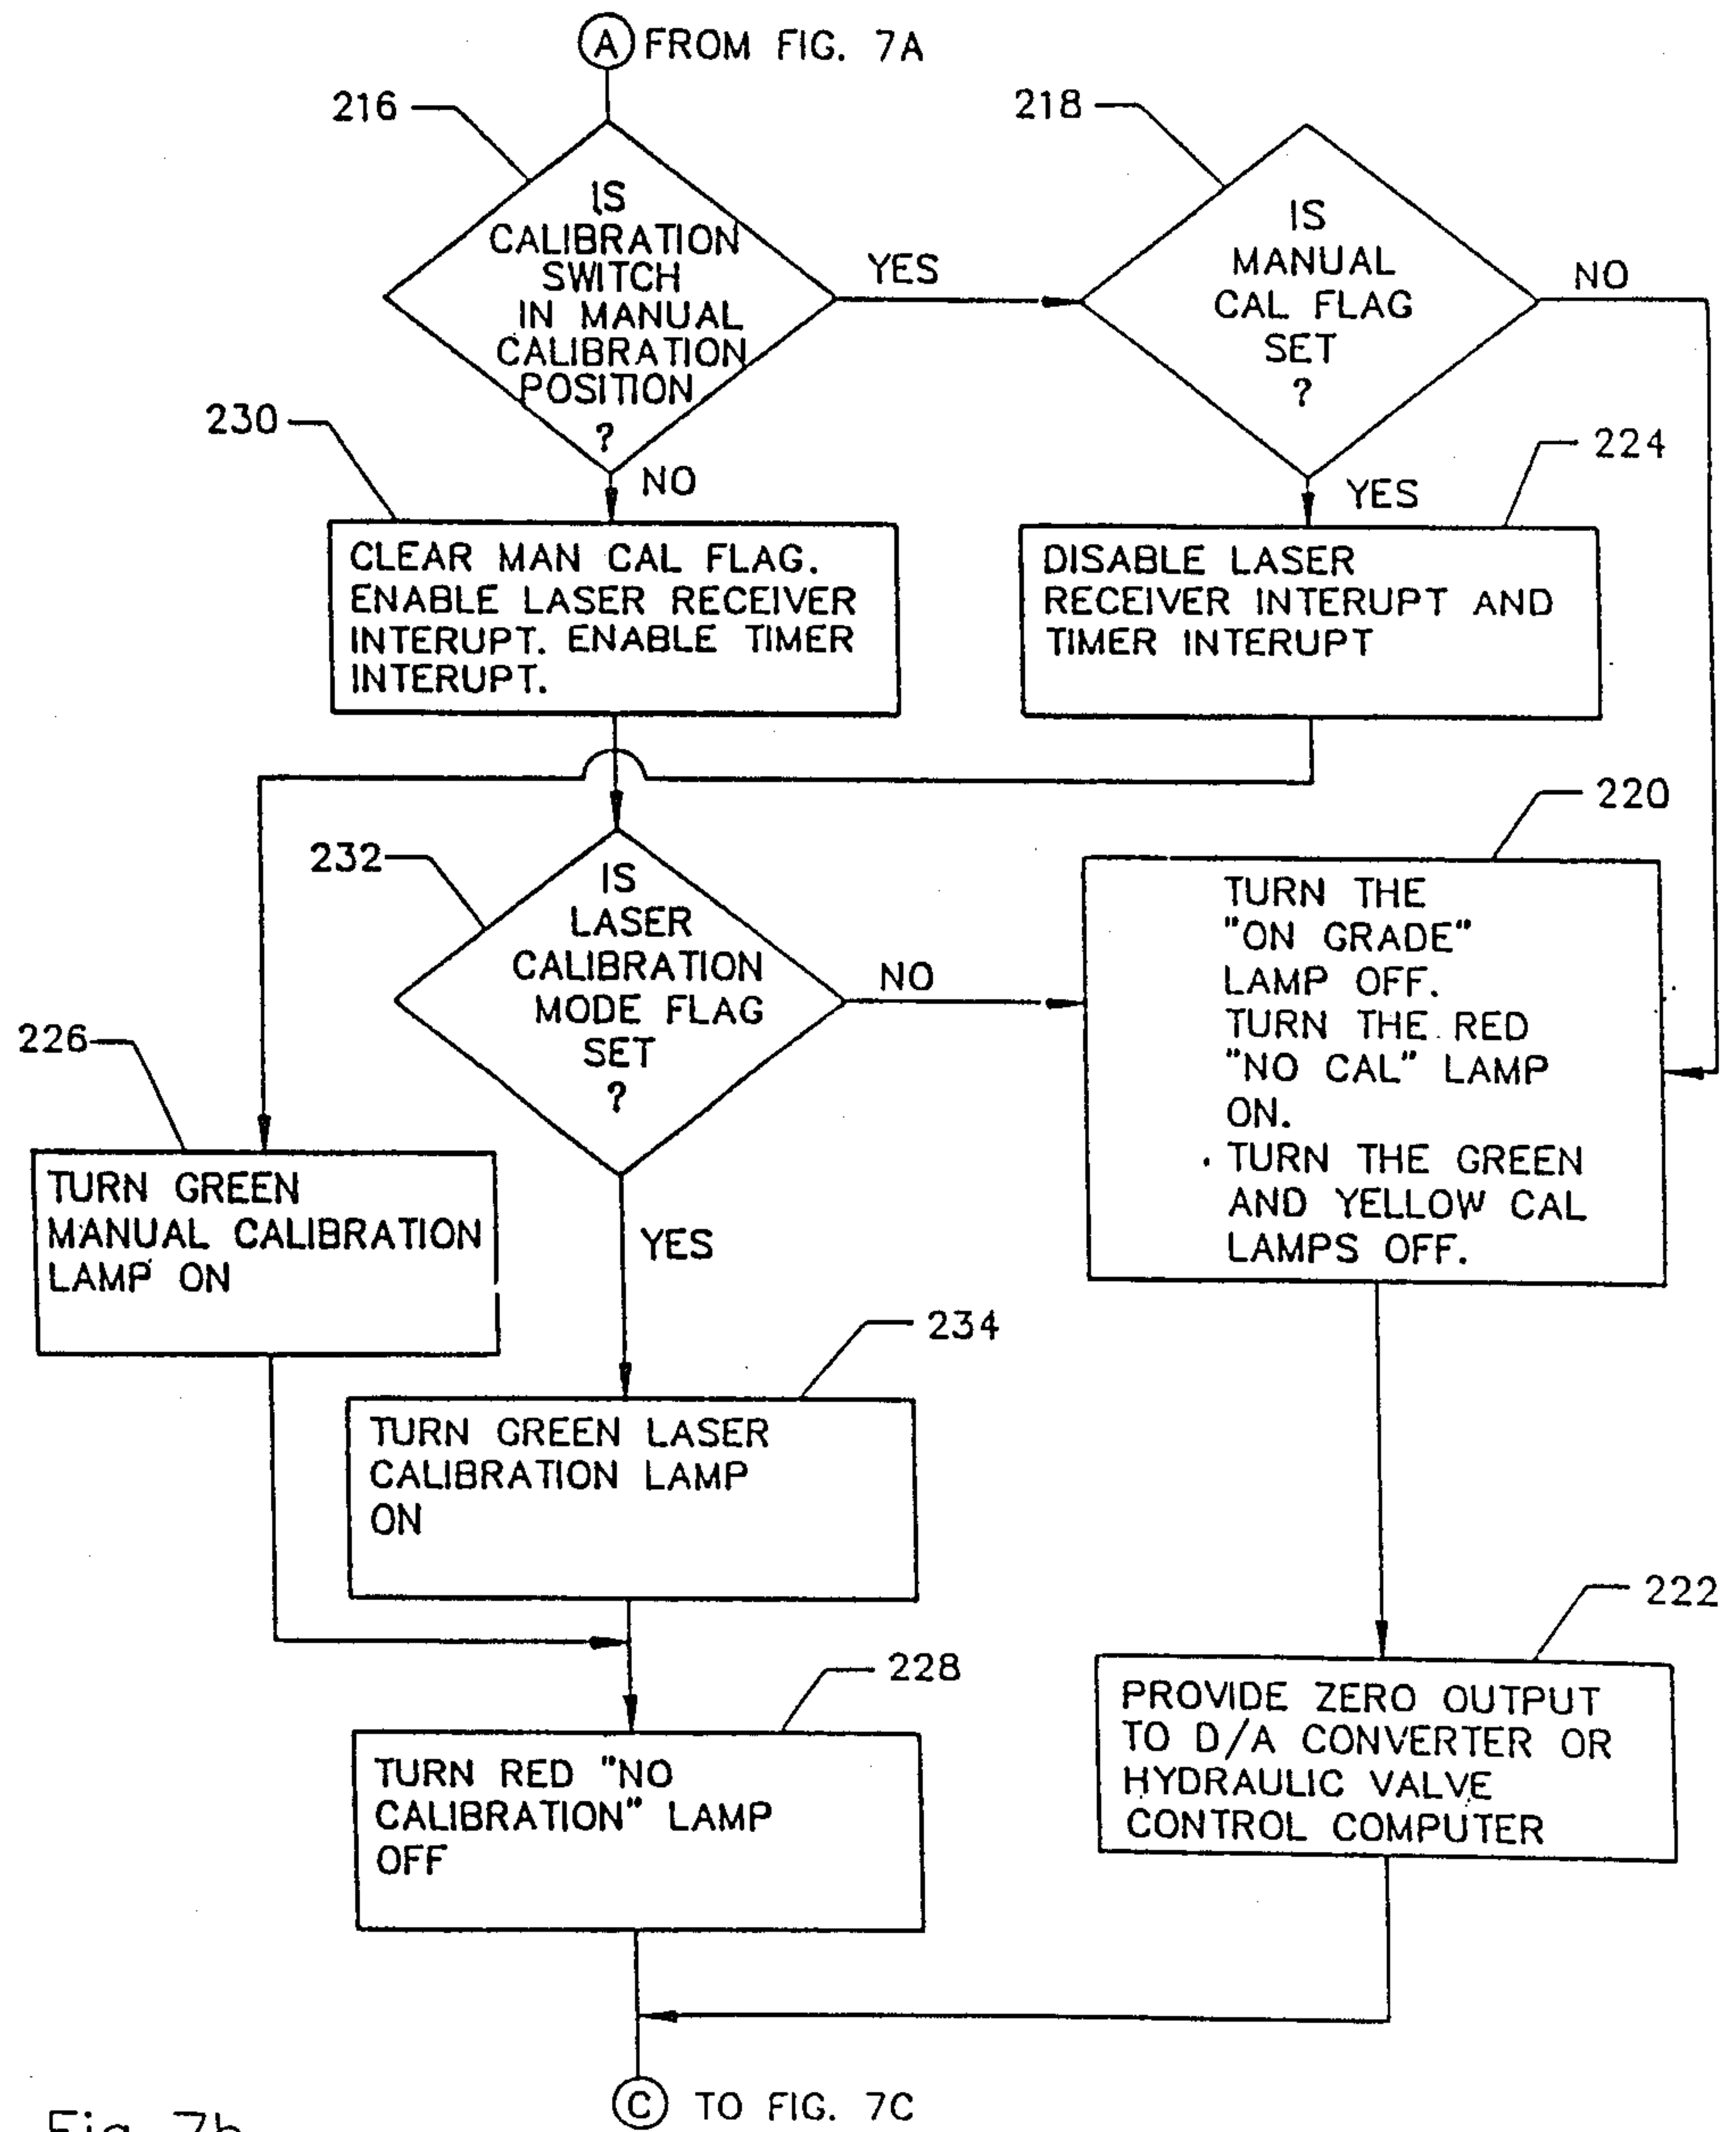 A FROM FIG. 7A
216
IS
CALIBRATION
SWITCH
IN MANUAL
CALIBRATION
POSITION
?
YES
218
IS
MANUAL
CAL FLAG
SET
?
NO
230
NO
CLEAR MAN CAL FLAG.
ENABLE LASER RECEIVER
INTERUPT. ENABLE TIMER
INTERUPT.
YES
224
DISABLE LASER
RECEIVER INTERUPT AND
TIMER INTERUPT
232
IS
LASER
CALIBRATION
MODE FLAG
SET
?
NO
220
TURN THE
"ON GRADE"
LAMP OFF.
TURN THE RED
"NO CAL" LAMP
ON.
TURN THE GREEN
AND YELLOW CAL
LAMPS OFF.
226
TURN GREEN
MANUAL CALIBRATION
LAMP ON
YES
234
TURN GREEN LASER
CALIBRATION LAMP
ON
222
PROVIDE ZERO OUTPUT
TO D/A CONVERTER OR
HYDRAULIC VALVE
CONTROL COMPUTER
228
TURN RED "NO
CALIBRATION" LAMP
OFF
C TO FIG. 7C
Fig. 7b